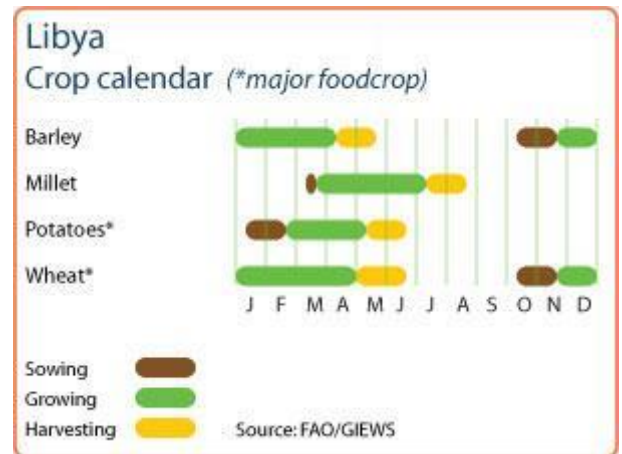 Libya
Crop calendar (*major foodcrop)
Barley
Millet
Potatoes*
Wheat*
J F M A M J J A S O N D
Sowing
Growing
Harvesting Source: FAO/GIEWS